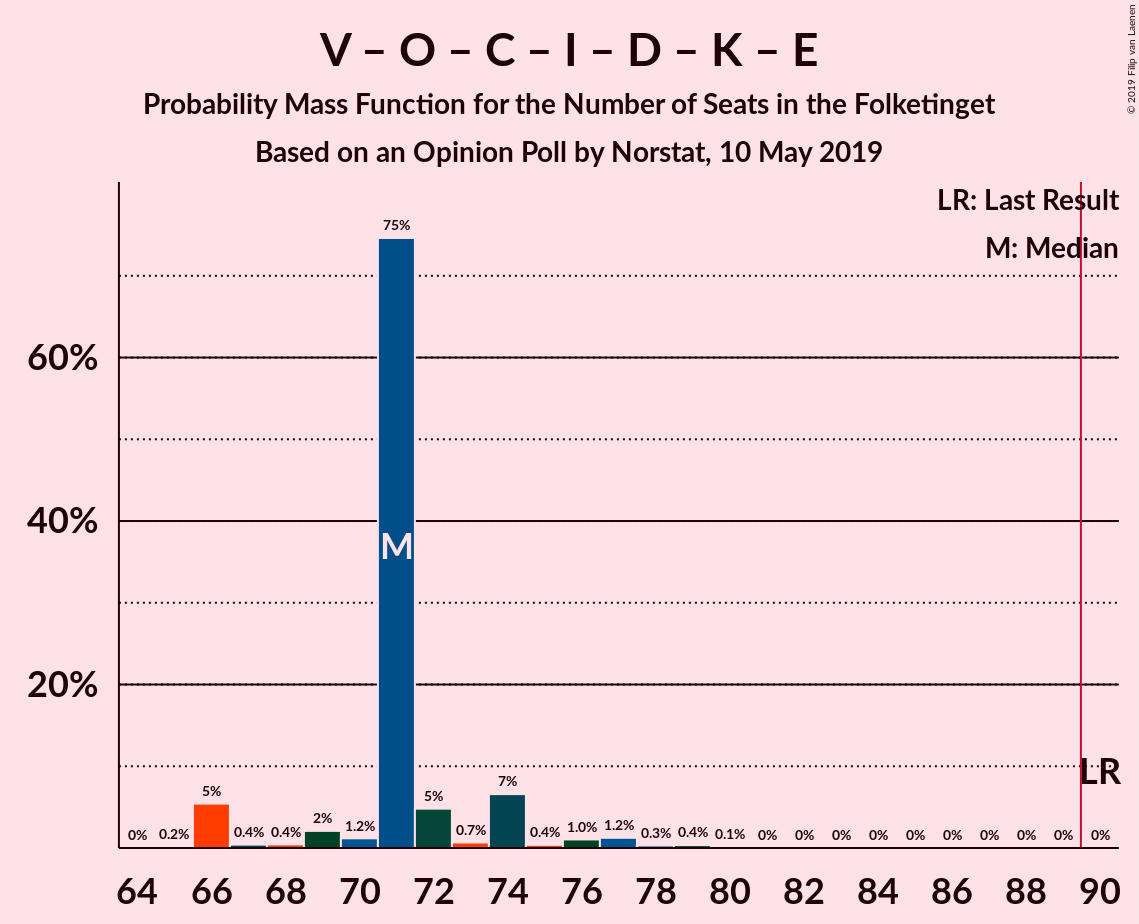 V – O – C – I – D – K – E
Probability Mass Function for the Number of Seats in the Folketinget
Based on an Opinion Poll by Norstat, 10 May 2019
© 2019 Filip van Laenen
LR: Last Result
M: Median
60%
40%
20%
0% 0.2% 5% 0.4% 0.4% 2% 1.2% 75% 5% 0.7% 7% 0.4% 1.0% 1.2% 0.3% 0.4% 0.1% 0% 0% 0% 0% 0% 0% 0% 0% 0% 0%
M
LR
64 66 68 70 72 74 76 78 80 82 84 86 88 90